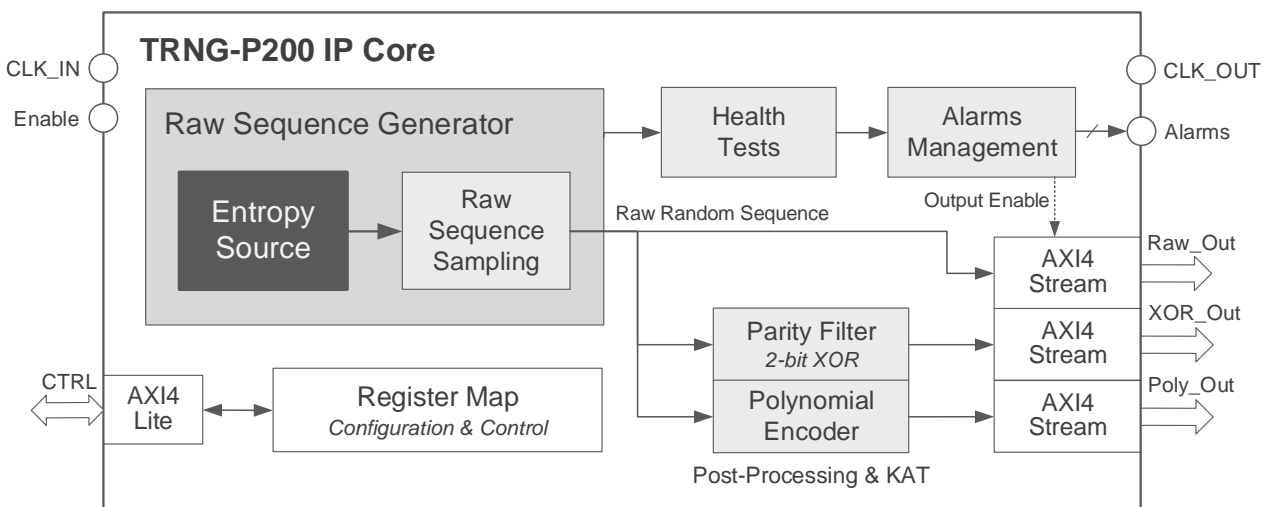 TRNG-P200 IP Core
CLK_IN
Enable
CLK_OUT
Alarms
Raw Sequence Generator
Entropy
Source
Raw
Sequence
Sampling
Health
Tests
Alarms
Management
Output Enable
Raw Random Sequence
AXI4
Stream
Raw_Out
Parity Filter
2-bit XOR
AXI4
Stream
XOR_Out
Polynomial
Encoder
AXI4
Stream
Poly_Out
Post-Processing & KAT
CTRL
AXI4
Lite
Register Map
Configuration & Control